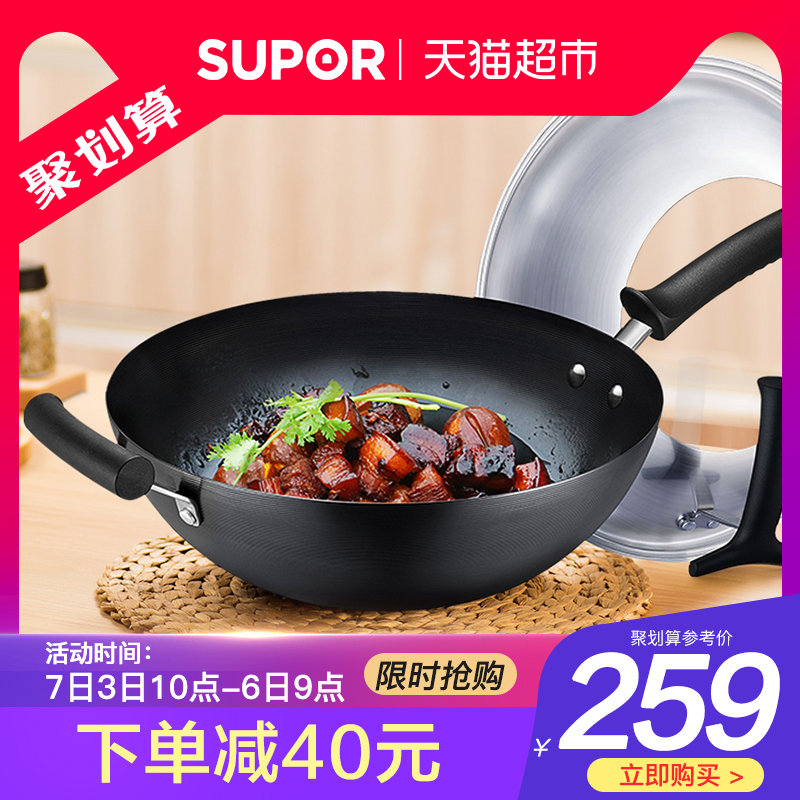 SUPOR | 天猫超市
聚划算
活动时间：
7日3日10点-6日9点
限时抢购
下单减40元
聚划算参考价
¥259
立即购买 >